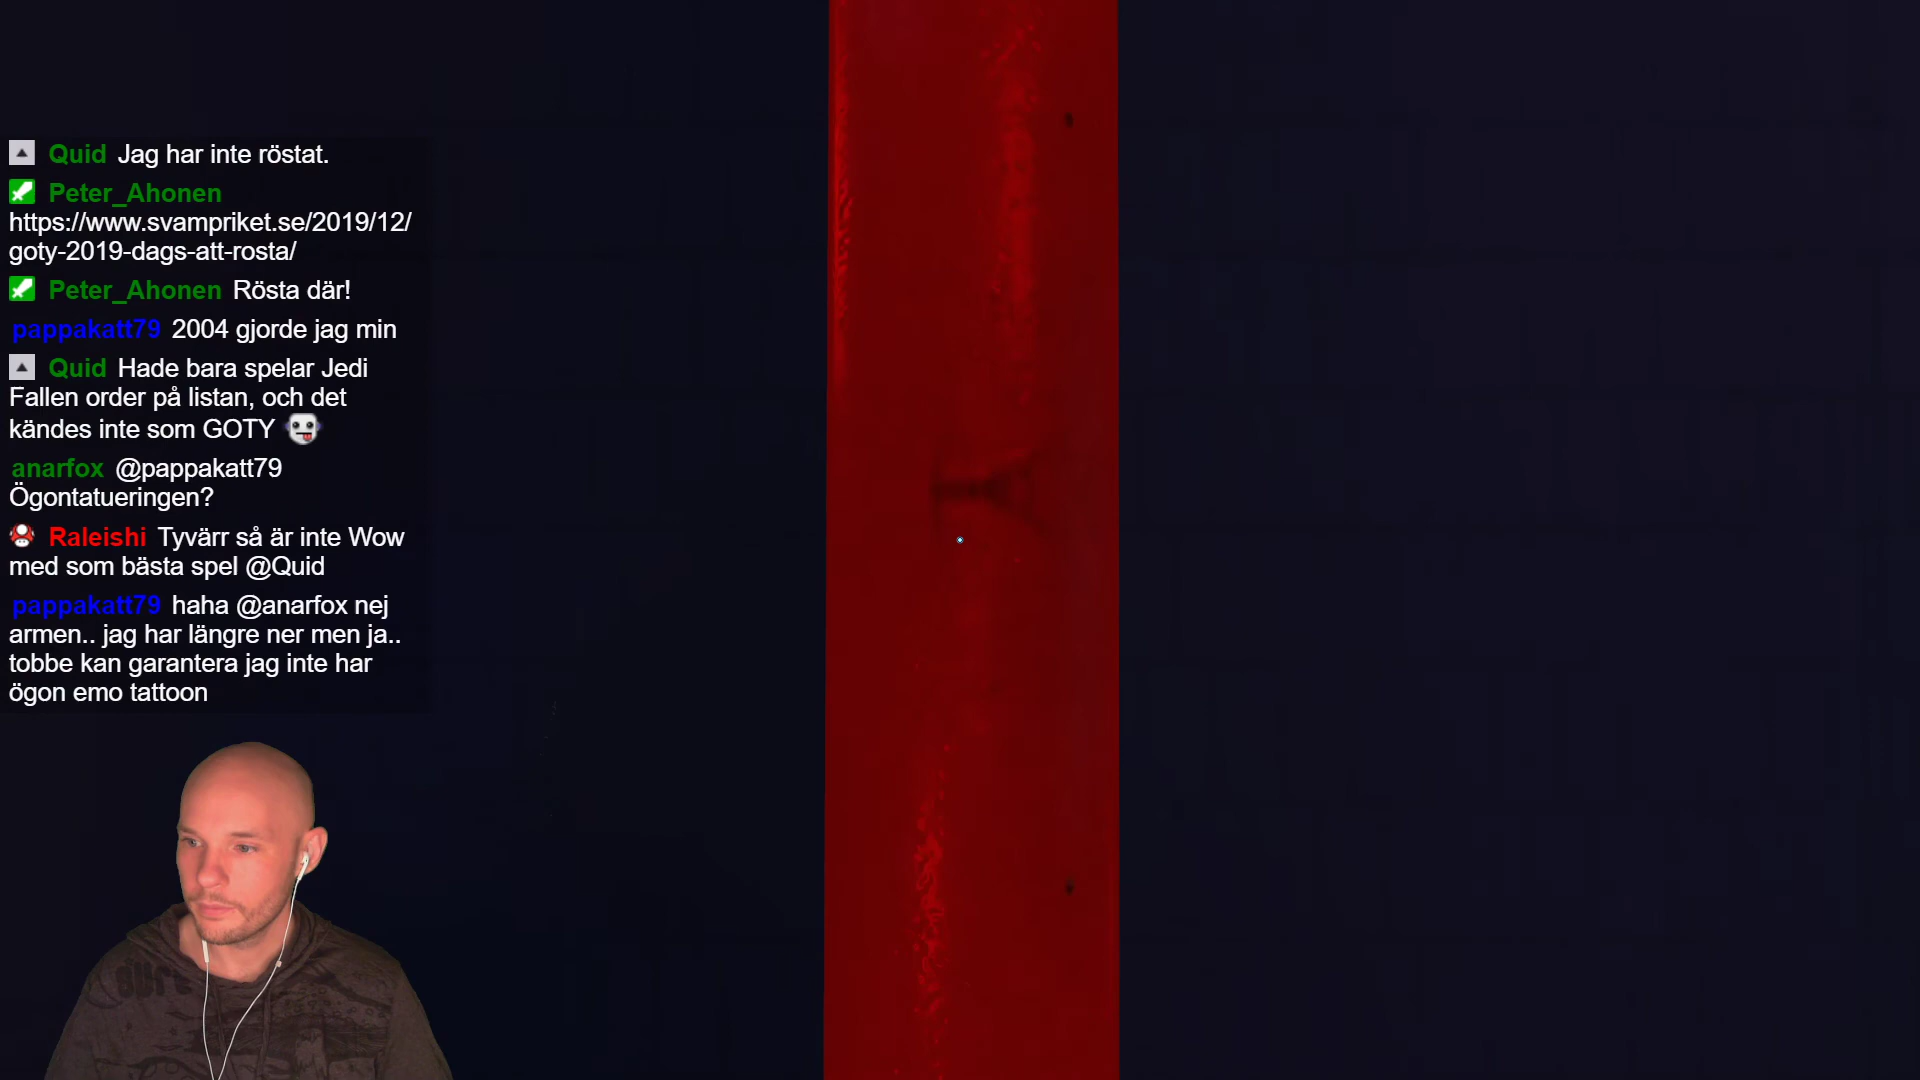 Quid Jag har inte röstat.
Peter_Ahonen
https://www.svampriket.se/2019/12/
goty-2019-dags-att-rosta/
Peter_Ahonen Rösta där!
pappakatt79 2004 gjorde jag min
Quid Hade bara spelar Jedi
Fallen order på listan, och det
kändes inte som GOTY
anarfox @pappakatt79
Ögontatueringen?
Raleishi Tyvärr så är inte Wow
med som bästa spel @Quid
pappakatt79 haha @anarfox nej
armen.. jag har längre ner men ja..
tobbe kan garantera jag inte har
ögon emo tattoon